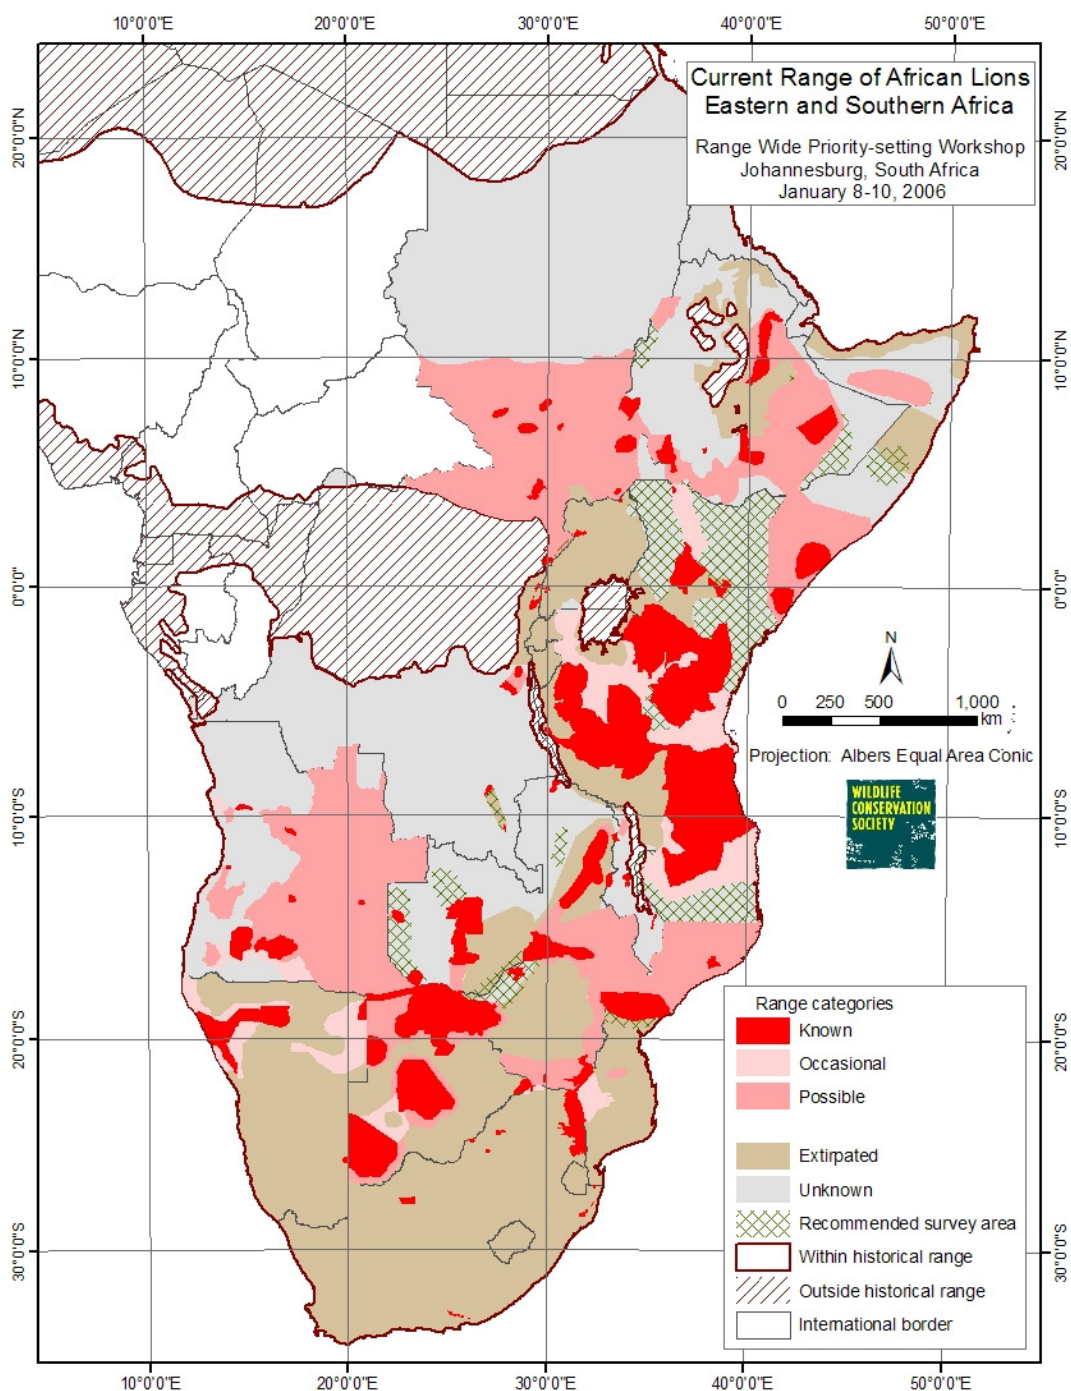 10°0'0"E 20°0'0"E 30°0'0"E 40°0'0"E 50°0'0"E
Current Range of African Lions
Eastern and Southern Africa
Range Wide Priority-setting Workshop
Johannesburg, South Africa
January 8-10, 2006
20°0'0"N 20°0'0"N
10°0'0"N 10°0'0"N
0°0'0" 0°0'0"
N
0 250 500 1,000
km
Projection: Albers Equal Area Conic
WILDLIFE
CONSERVATION
SOCIETY
10°0'0"S 10°0'0"S
Range categories
Known
20°0'0"S 20°0'0"S
Occasional
Possible
Extirpated
Unknown
Recommended survey area
30°0'0"S 30°0'0"S
Within historical range
Outside historical range
International border
10°0'0"E 20°0'0"E 30°0'0"E 40°0'0"E 50°0'0"E